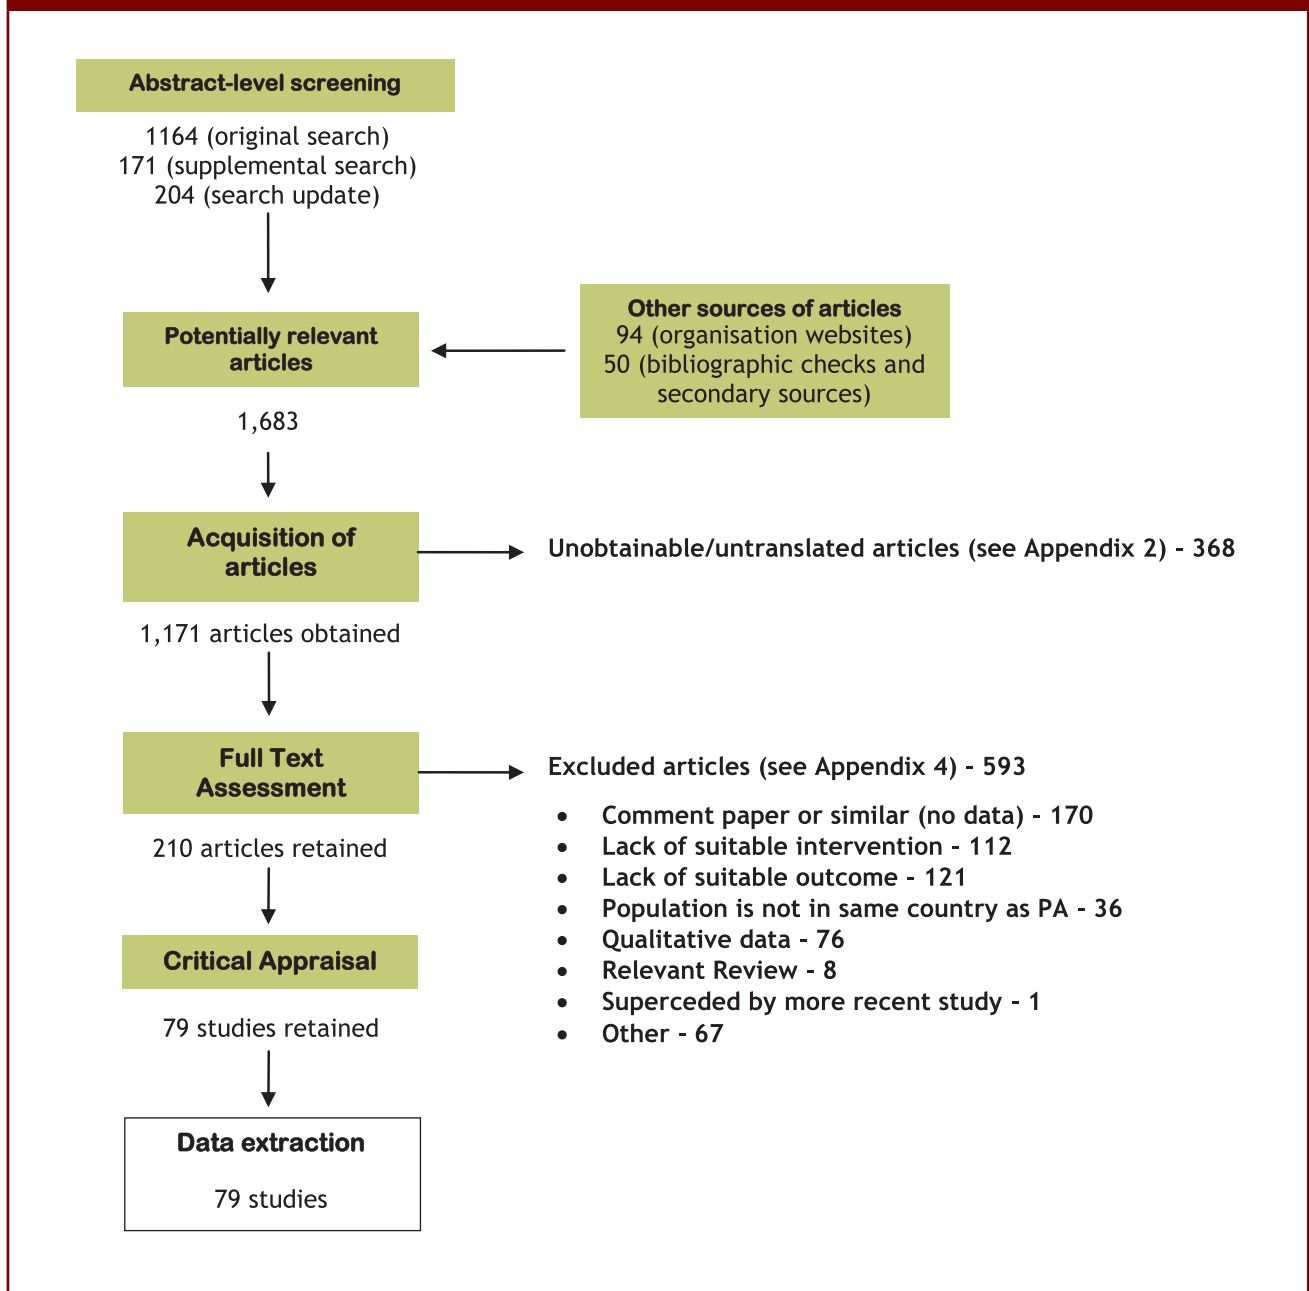 Abstract-level screening
1164 (original search)
171 (supplemental search)
204 (search update)
Other sources of articles
94 (organisation websites)
50 (bibliographic checks and
secondary sources)
Potentially relevant
articles
1,683
Acquisition of
articles
Unobtainable/untranslated articles (see Appendix 2) - 368
1,171 articles obtained
Full Text
Assessment
Excluded articles (see Appendix 4) - 593
• Comment paper or similar (no data) - 170
• Lack of suitable intervention - 112
• Lack of suitable outcome - 121
• Population is not in same country as PA - 36
• Qualitative data - 76
• Relevant Review - 8
• Superceded by more recent study - 1
• Other - 67
210 articles retained
Critical Appraisal
79 studies retained
Data extraction
79 studies